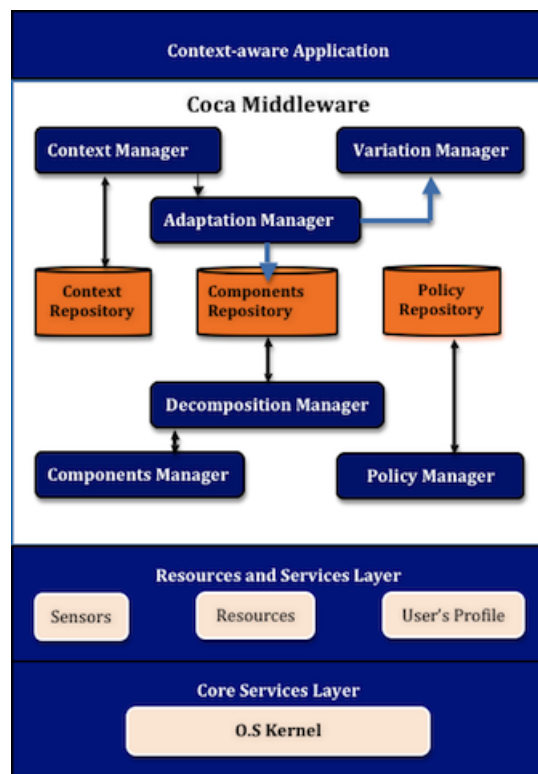 Context-aware Application
Coca Middleware
Context Manager
Variation Manager
Adaptation Manager
Context
Repository
Components
Repository
Policy
Repository
Decomposition Manager
Components Manager
Policy Manager
Resources and Services Layer
Sensors
Resources
User's Profile
Core Services Layer
O.S Kernel